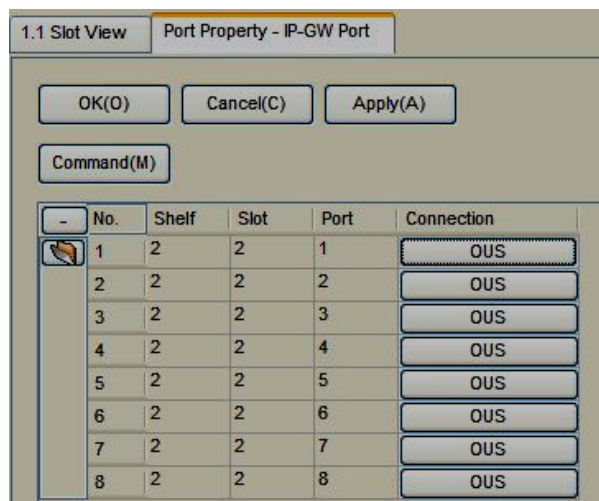 1.1 Slot View Port Property - IP-GW Port
OK(O) Cancel(C) Apply(A)
Command(M)
- No. Shelf Slot Port Connection
1 2 2 1 OUS
2 2 2 2 OUS
3 2 2 3 OUS
4 2 2 4 OUS
5 2 2 5 OUS
6 2 2 6 OUS
7 2 2 7 OUS
8 2 2 8 OUS